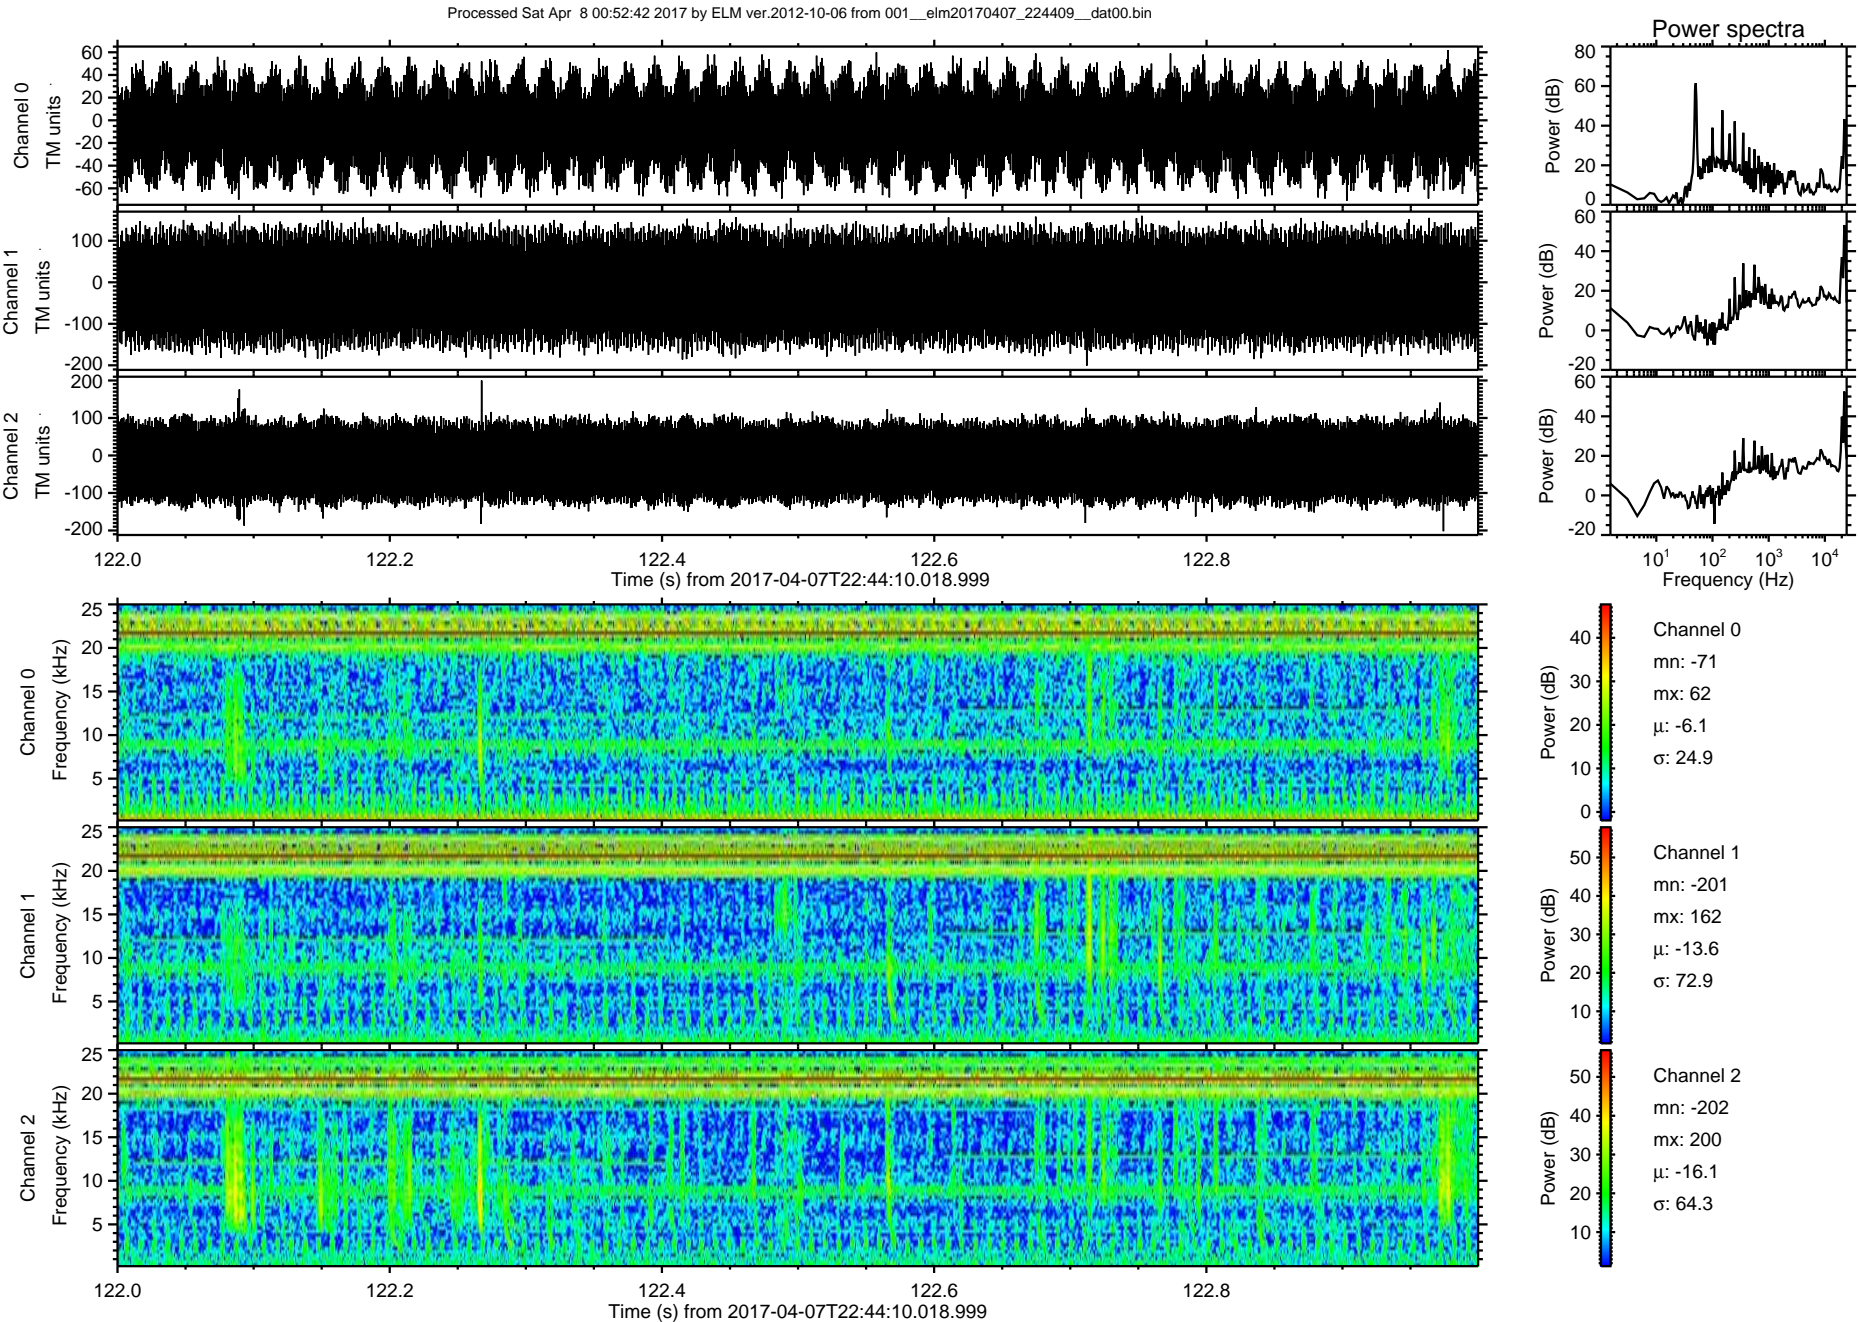 Processed Sat Apr  8 00:52:42 2017 by ELM ver.2012-10-06 from 001__elm20170407_224409__dat00.bin
Power spectra
Channel 0
TM units
60
40
20
0
-20
-40
-60
Power (dB)
80
60
40
20
0
Channel 1
TM units
100
0
-100
-200
Power (dB)
60
40
20
0
-20
Channel 2
TM units
200
100
0
-100
-200
Power (dB)
60
40
20
0
-20
122.0 122.2 122.4 122.6 122.8
Time (s) from 2017-04-07T22:44:10.018.999
10^1 10^2 10^3 10^4
Frequency (Hz)
Channel 0
Frequency (kHz)
25
20
15
10
5
Power (dB)
40
30
20
10
0
Channel 0
mn: -71
mx: 62
μ: -6.1
σ: 24.9
Channel 1
Frequency (kHz)
25
20
15
10
5
Power (dB)
50
40
30
20
10
Channel 1
mn: -201
mx: 162
μ: -13.6
σ: 72.9
Channel 2
Frequency (kHz)
25
20
15
10
5
Power (dB)
50
40
30
20
10
Channel 2
mn: -202
mx: 200
μ: -16.1
σ: 64.3
122.0 122.2 122.4 122.6 122.8
Time (s) from 2017-04-07T22:44:10.018.999